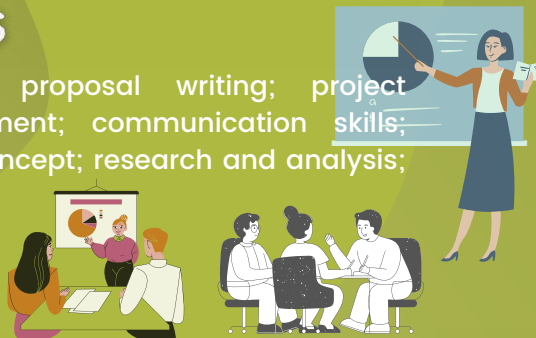 s
proposal writing; project
ment; communication skills;
ncept; research and analysis;
a